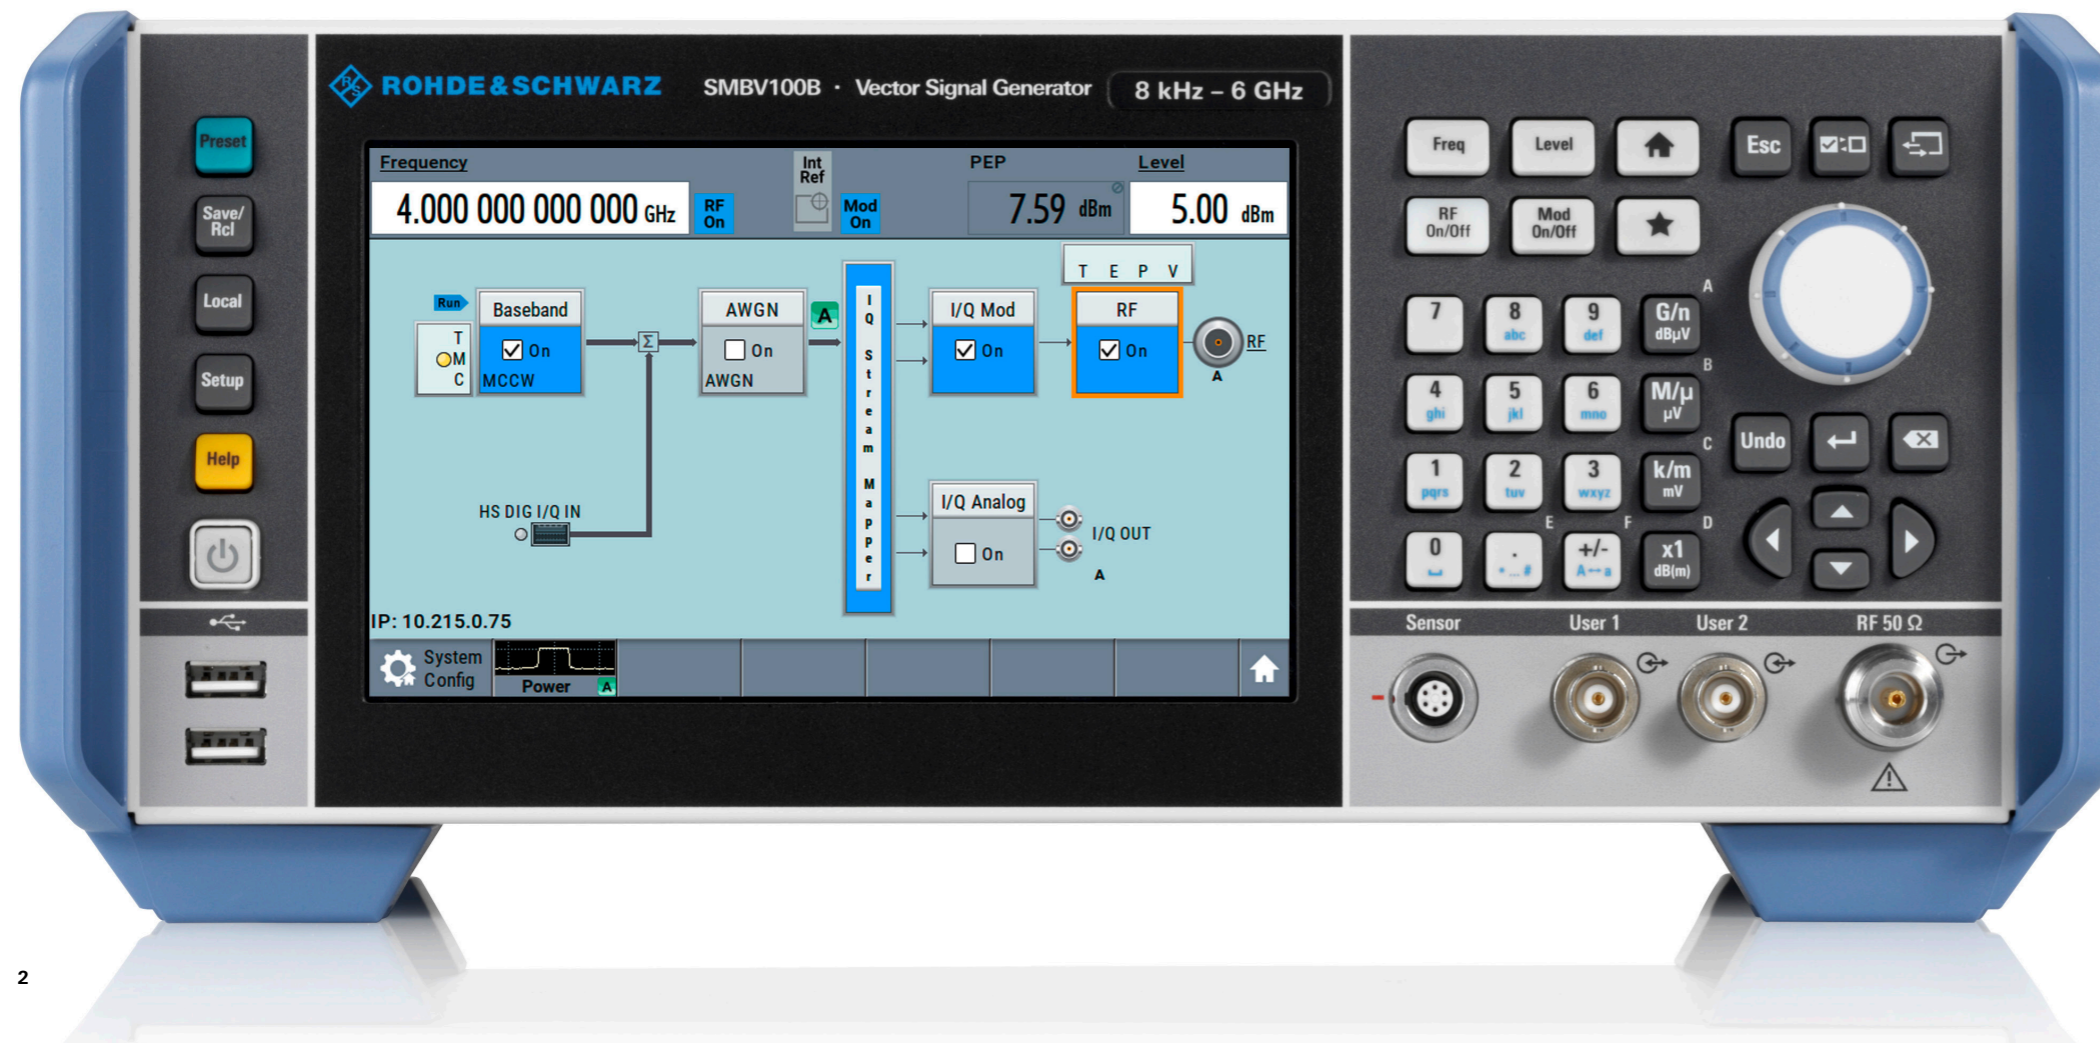 ROHDE & SCHWARZ SMBV100B · Vector Signal Generator 8 kHz – 6 GHz
Preset
Save/
Rcl
Local
Setup
Help
Frequency
Int
Ref
PEP
Level
4.000 000 000 000 GHz
RF
On
Mod
On
7.59 dBm
5.00 dBm
T E P V
Run
Baseband
On
MCCW
T
M
C
Σ
AWGN
On
AWGN
A
I
Q
S
t
r
e
a
m
M
a
p
p
e
r
I/Q Mod
On
RF
On
RF
A
HS DIG I/Q IN
I/Q Analog
On
I/Q OUT
A
IP: 10.215.0.75
System
Config
Power A
Freq
Level
Esc
RF
On/Off
Mod
On/Off
A
7
8
abc
9
def
G/n
dBµV
B
4
ghi
5
jkl
6
mno
M/µ
µV
C
1
pqrs
2
tuv
3
wxyz
k/m
mV
E
F
D
0
.
* ... #
+/-
A↔a
x1
dB(m)
Undo
Sensor
User 1
User 2
RF 50 Ω
2